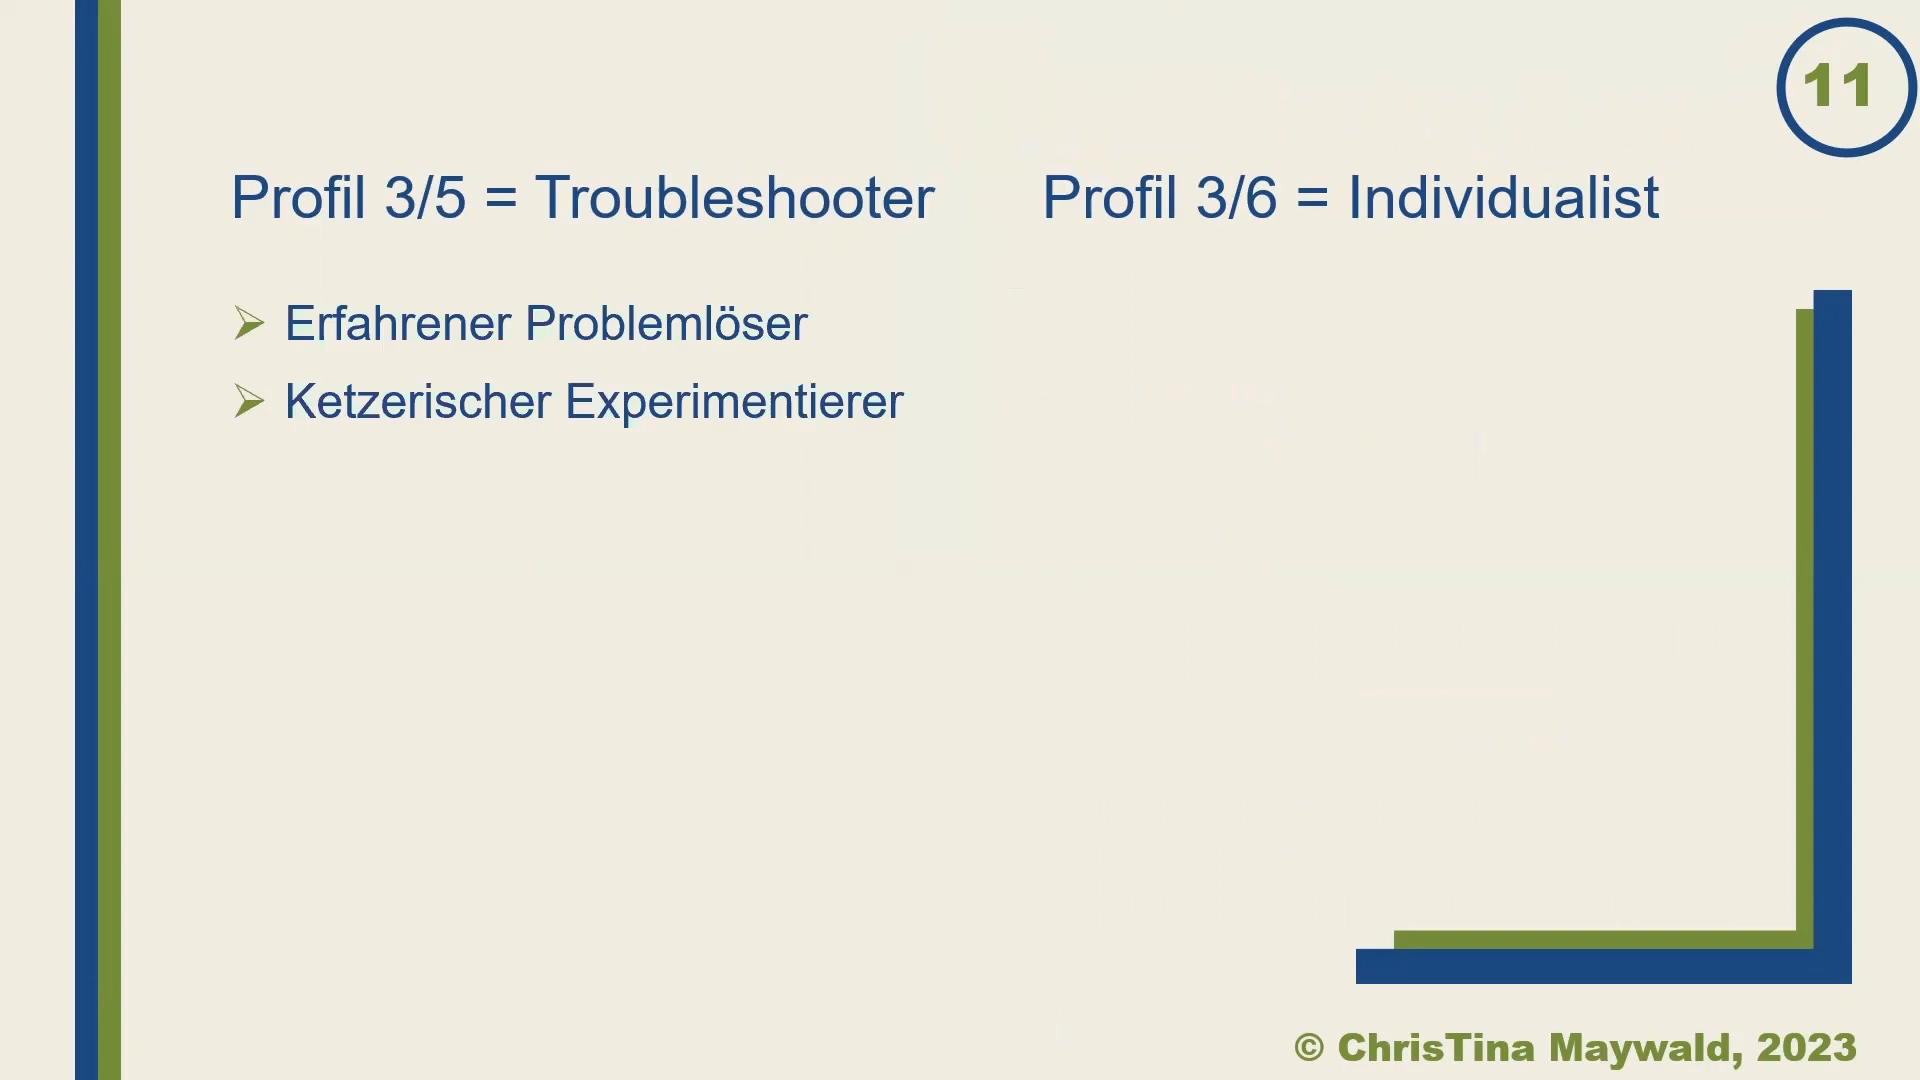 11
Profil 3/5 = Troubleshooter
Erfahrener Problemlöser
Ketzerischer Experimentierer
Profil 3/6 = Individualist
© ChrisTina Maywald, 2023